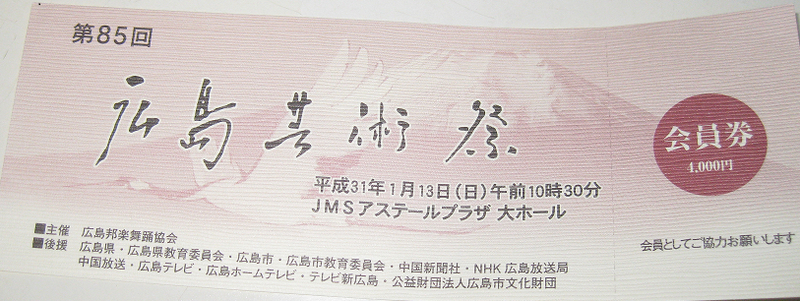 第85回
広島芸術祭
会員券
4,000円
平成31年1月13日(日)午前10時30分
JMSアステールプラザ 大ホール
会員としてご協力お願いします
■主催 広島邦楽舞踊協会
■後援 広島県・広島県教育委員会・広島市・広島市教育委員会・中国新聞社・NHK広島放送局
中国放送・広島テレビ・広島ホームテレビ・テレビ新広島・公益財団法人広島市文化財団